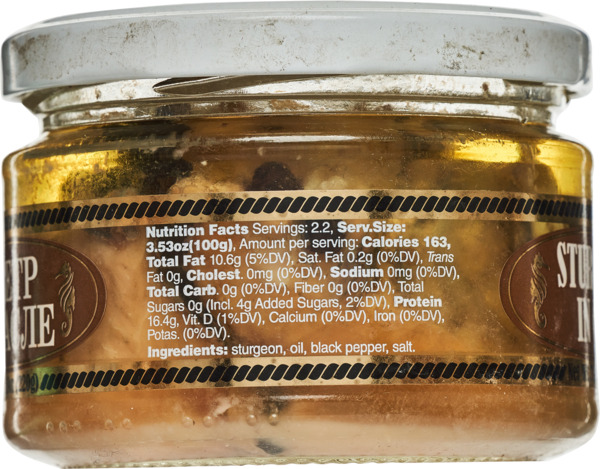 Nutrition Facts Servings: 2.2, Serv.Size:
3.53oz(100g), Amount per serving: Calories 163,
Total Fat 10.6g (5%DV), Sat. Fat 0.2g (0%DV), Trans
Fat 0g, Cholest. 0mg (0%DV), Sodium 0mg (0%DV),
Total Carb. 0g (0%DV), Fiber 0g (0%DV), Total
Sugars 0g (Incl. 4g Added Sugars, 2%DV), Protein
16.4g, Vit. D (1%DV), Calcium (0%DV), Iron (0%DV),
Potas. (0%DV).
Ingredients: sturgeon, oil, black pepper, salt.